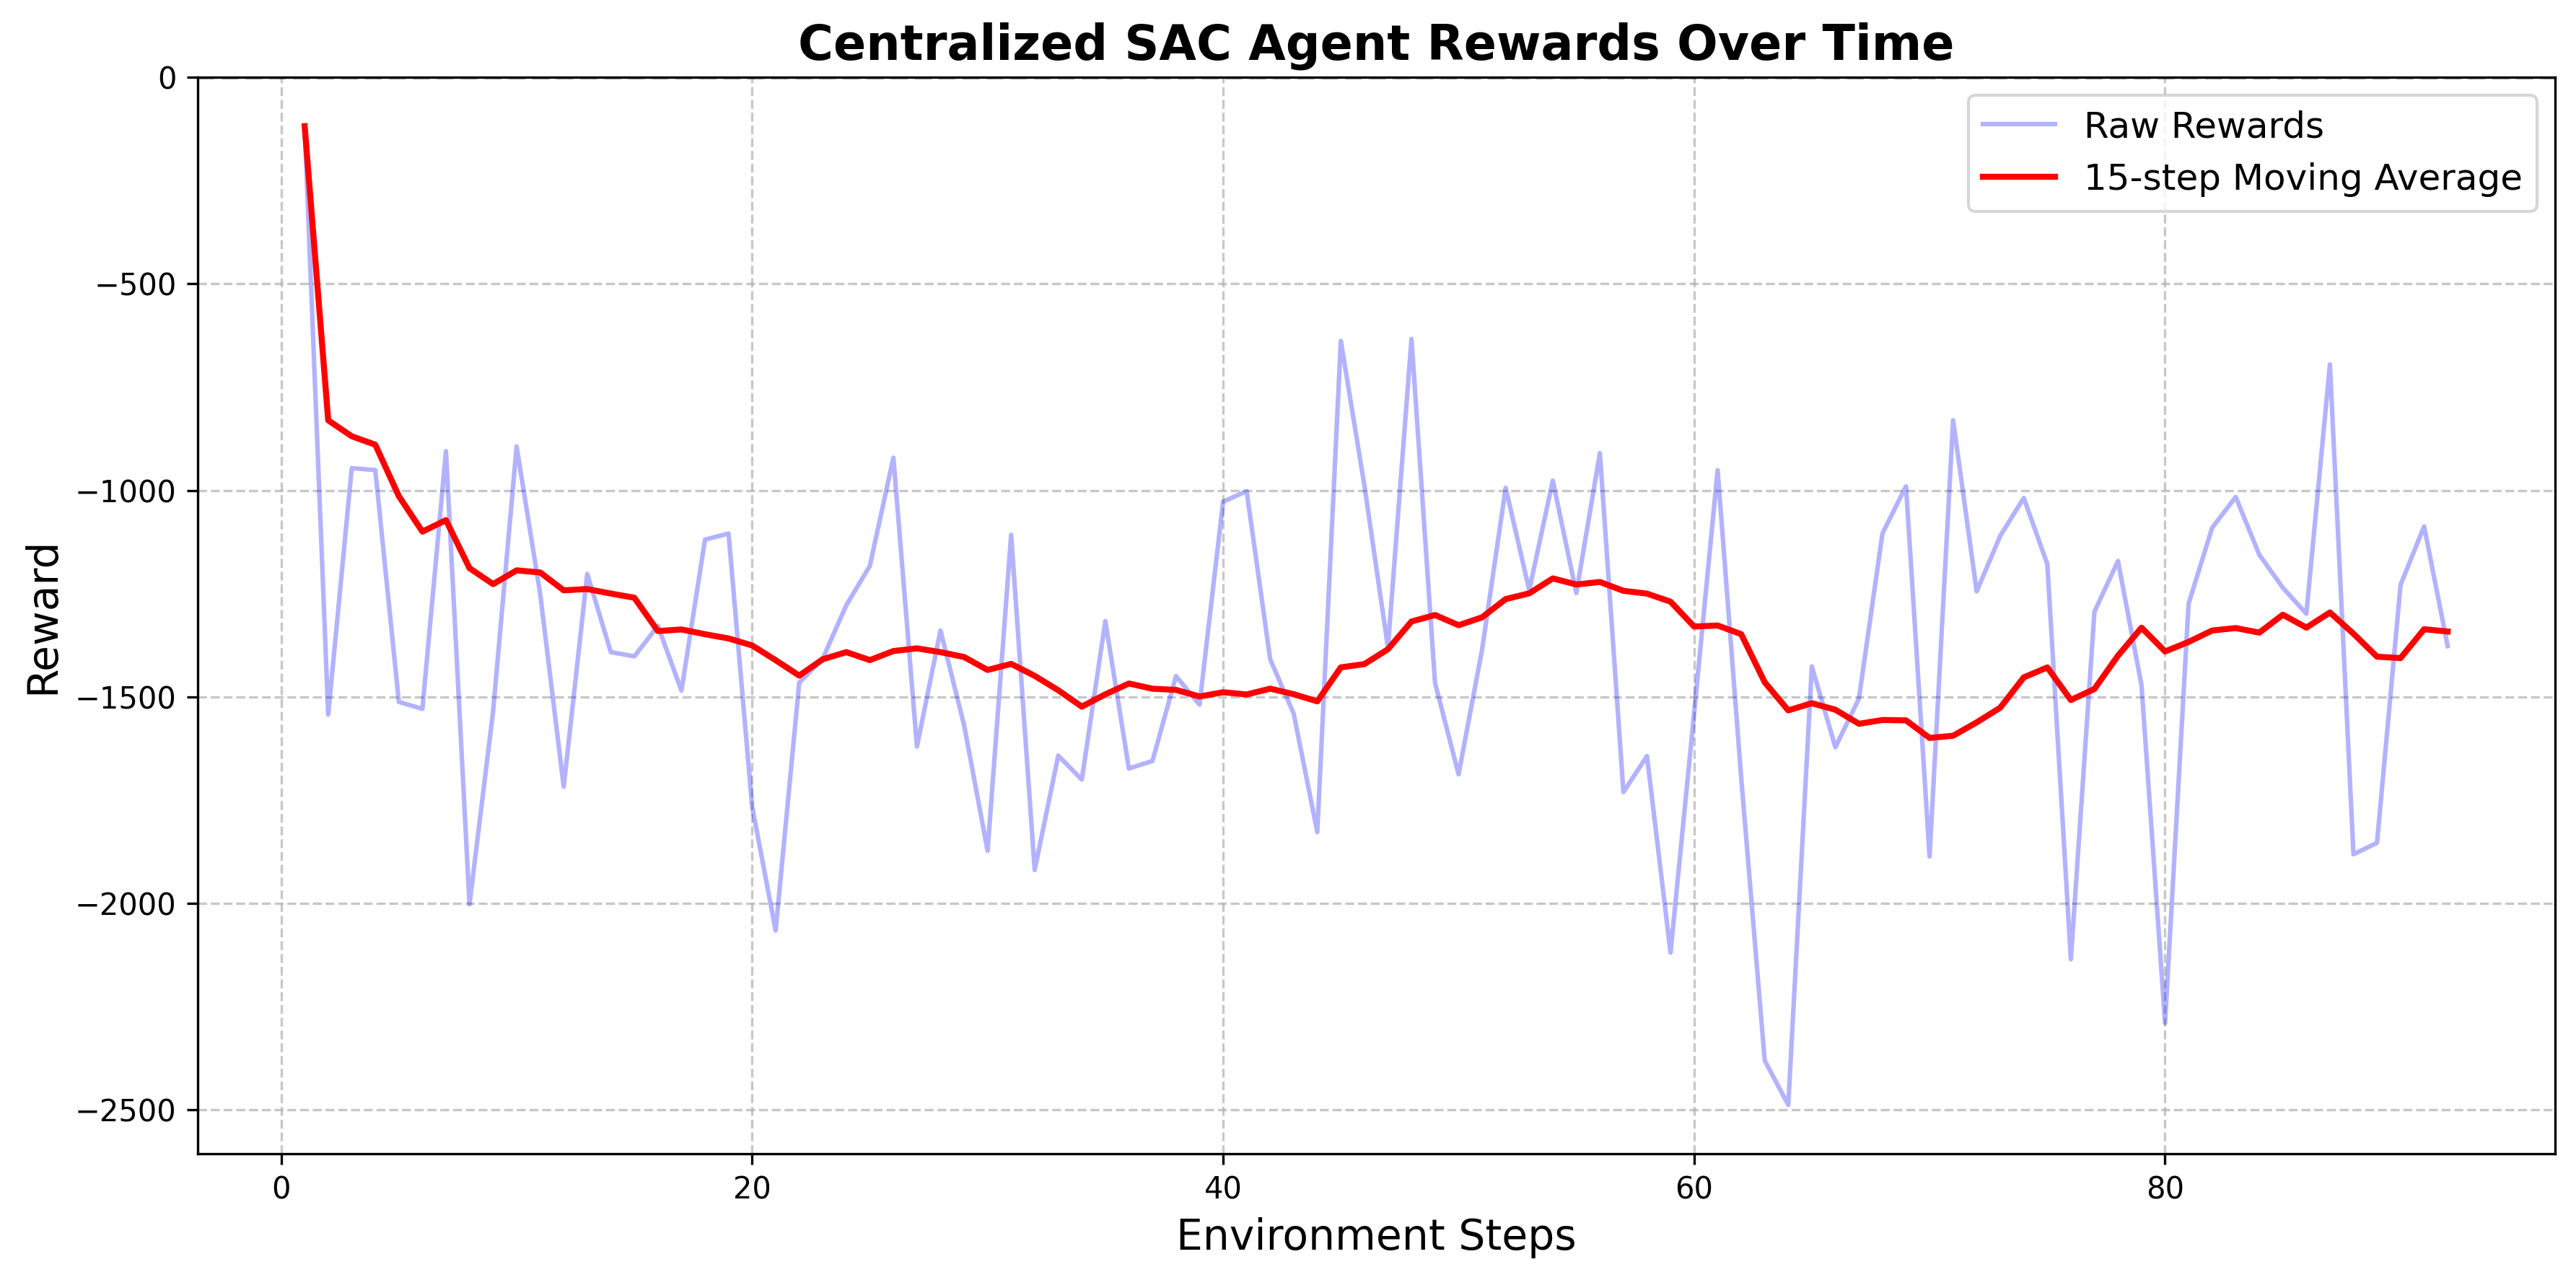 Centralized SAC Agent Rewards Over Time
Raw Rewards
15-step Moving Average
0
−500
−1000
−1500
−2000
−2500
Reward
0 20 40 60 80
Environment Steps